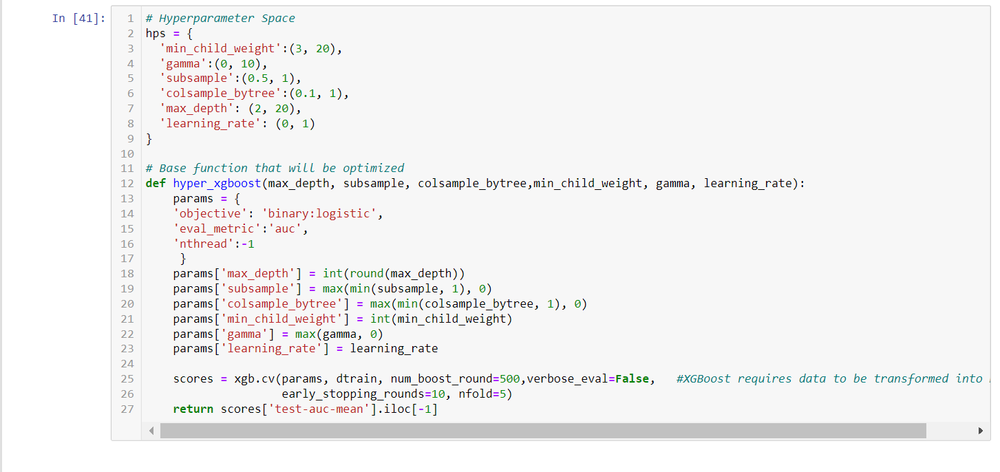 In [41]:
1 # Hyperparameter Space
2 hps = {
3   'min_child_weight':(3, 20),
4   'gamma':(0, 10),
5   'subsample':(0.5, 1),
6   'colsample_bytree':(0.1, 1),
7   'max_depth': (2, 20),
8   'learning_rate': (0, 1)
9 }
10
11 # Base function that will be optimized
12 def hyper_xgboost(max_depth, subsample, colsample_bytree,min_child_weight, gamma, learning_rate):
13     params = {
14     'objective': 'binary:logistic',
15     'eval_metric':'auc',
16     'nthread':-1
17      }
18     params['max_depth'] = int(round(max_depth))
19     params['subsample'] = max(min(subsample, 1), 0)
20     params['colsample_bytree'] = max(min(colsample_bytree, 1), 0)
21     params['min_child_weight'] = int(min_child_weight)
22     params['gamma'] = max(gamma, 0)
23     params['learning_rate'] = learning_rate
24
25     scores = xgb.cv(params, dtrain, num_boost_round=500,verbose_eval=False,   #XGBoost requires data to be transformed into
26                     early_stopping_rounds=10, nfold=5)
27     return scores['test-auc-mean'].iloc[-1]